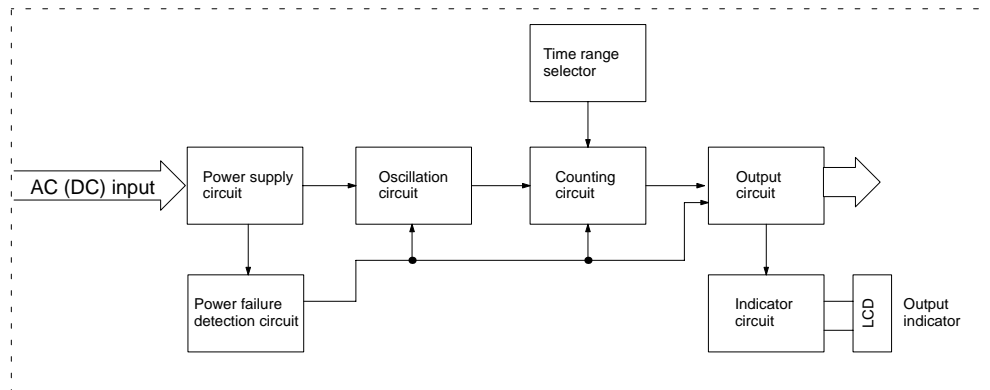 Time range
selector
AC (DC) input
Power supply
circuit
Oscillation
circuit
Counting
circuit
Output
circuit
Power failure
detection circuit
Indicator
circuit
LCD
Output
indicator